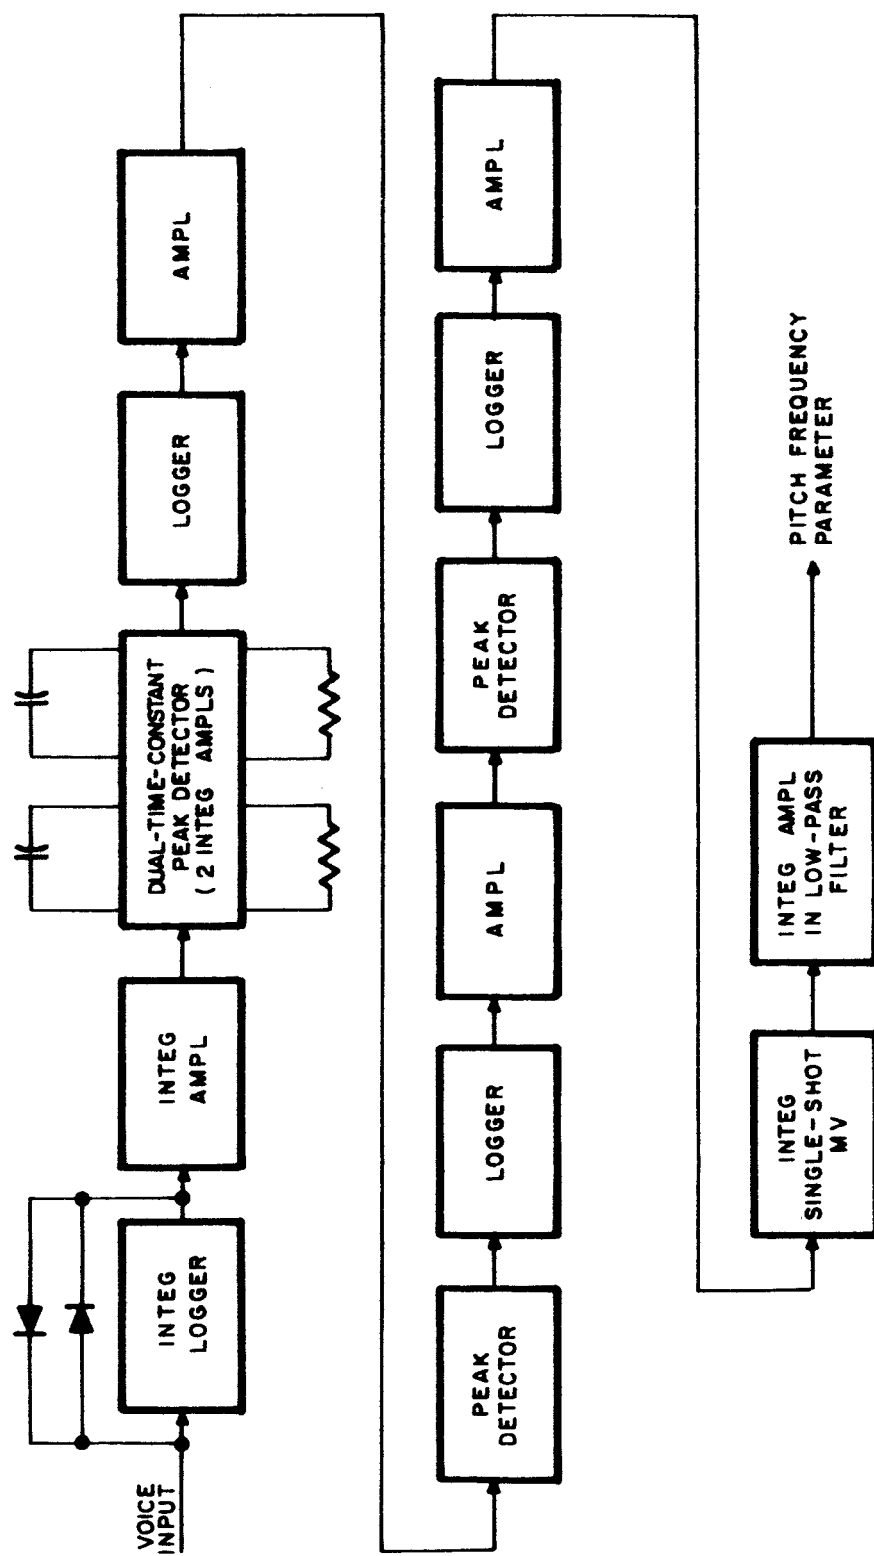 VOICE
INPUT
INTEG
LOGGER
INTEG
AMPL
DUAL-TIME-CONSTANT
PEAK DETECTOR
(2 INTEG AMPLS)
LOGGER
AMPL
PEAK
DETECTOR
LOGGER
AMPL
PEAK
DETECTOR
LOGGER
AMPL
INTEG
SINGLE-SHOT
MV
INTEG AMPL
IN LOW-PASS
FILTER
PITCH FREQUENCY
PARAMETER